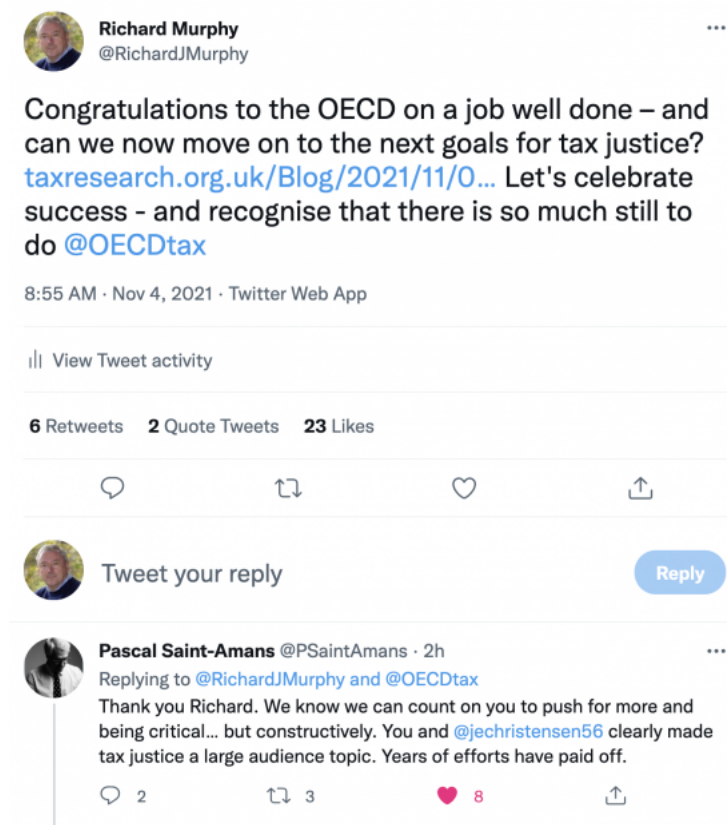 Richard Murphy
@RichardJMurphy
Congratulations to the OECD on a job well done – and
can we now move on to the next goals for tax justice?
taxresearch.org.uk/Blog/2021/11/0... Let's celebrate
success - and recognise that there is so much still to
do @OECDtax
8:55 AM · Nov 4, 2021 · Twitter Web App
View Tweet activity
6 Retweets 2 Quote Tweets 23 Likes
Tweet your reply
Reply
Pascal Saint-Amans @PSaintAmans · 2h
Replying to @RichardJMurphy and @OECDtax
Thank you Richard. We know we can count on you to push for more and
being critical... but constructively. You and @jechristensen56 clearly made
tax justice a large audience topic. Years of efforts have paid off.
2 3 8